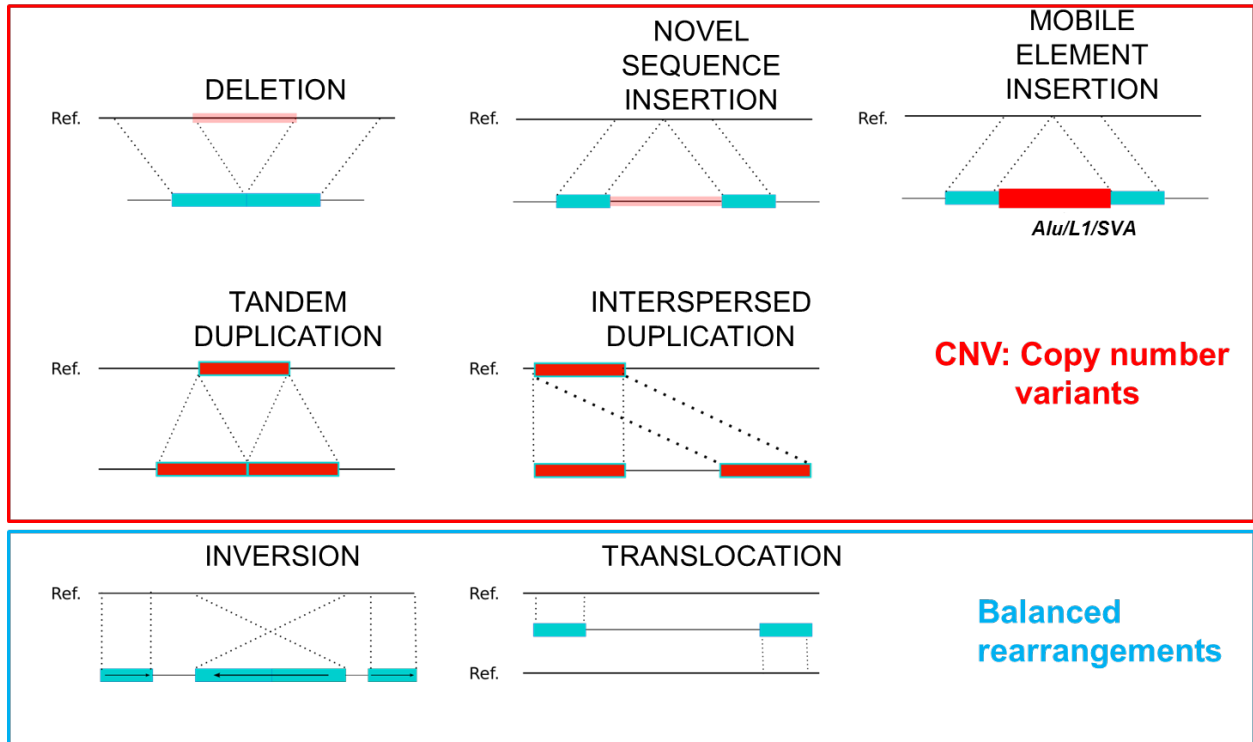 DELETION
Ref.
NOVEL
SEQUENCE
INSERTION
Ref.
MOBILE
ELEMENT
INSERTION
Ref.
Alu/L1/SVA
TANDEM
DUPLICATION
Ref.
INTERSPERSED
DUPLICATION
Ref.
CNV: Copy number
variants
INVERSION
Ref.
TRANSLOCATION
Ref.
Ref.
Balanced
rearrangements